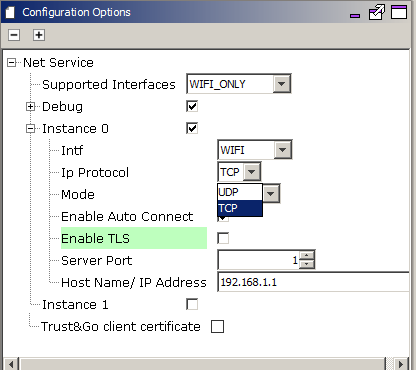 Configuration Options
Net Service
Supported Interfaces WIFI_ONLY
Debug
Instance 0
Intf WIFI
Ip Protocol TCP
Mode UDP
TCP
Enable Auto Connect
Enable TLS
Server Port 1
Host Name/ IP Address 192.168.1.1
Instance 1
Trust&Go client certificate